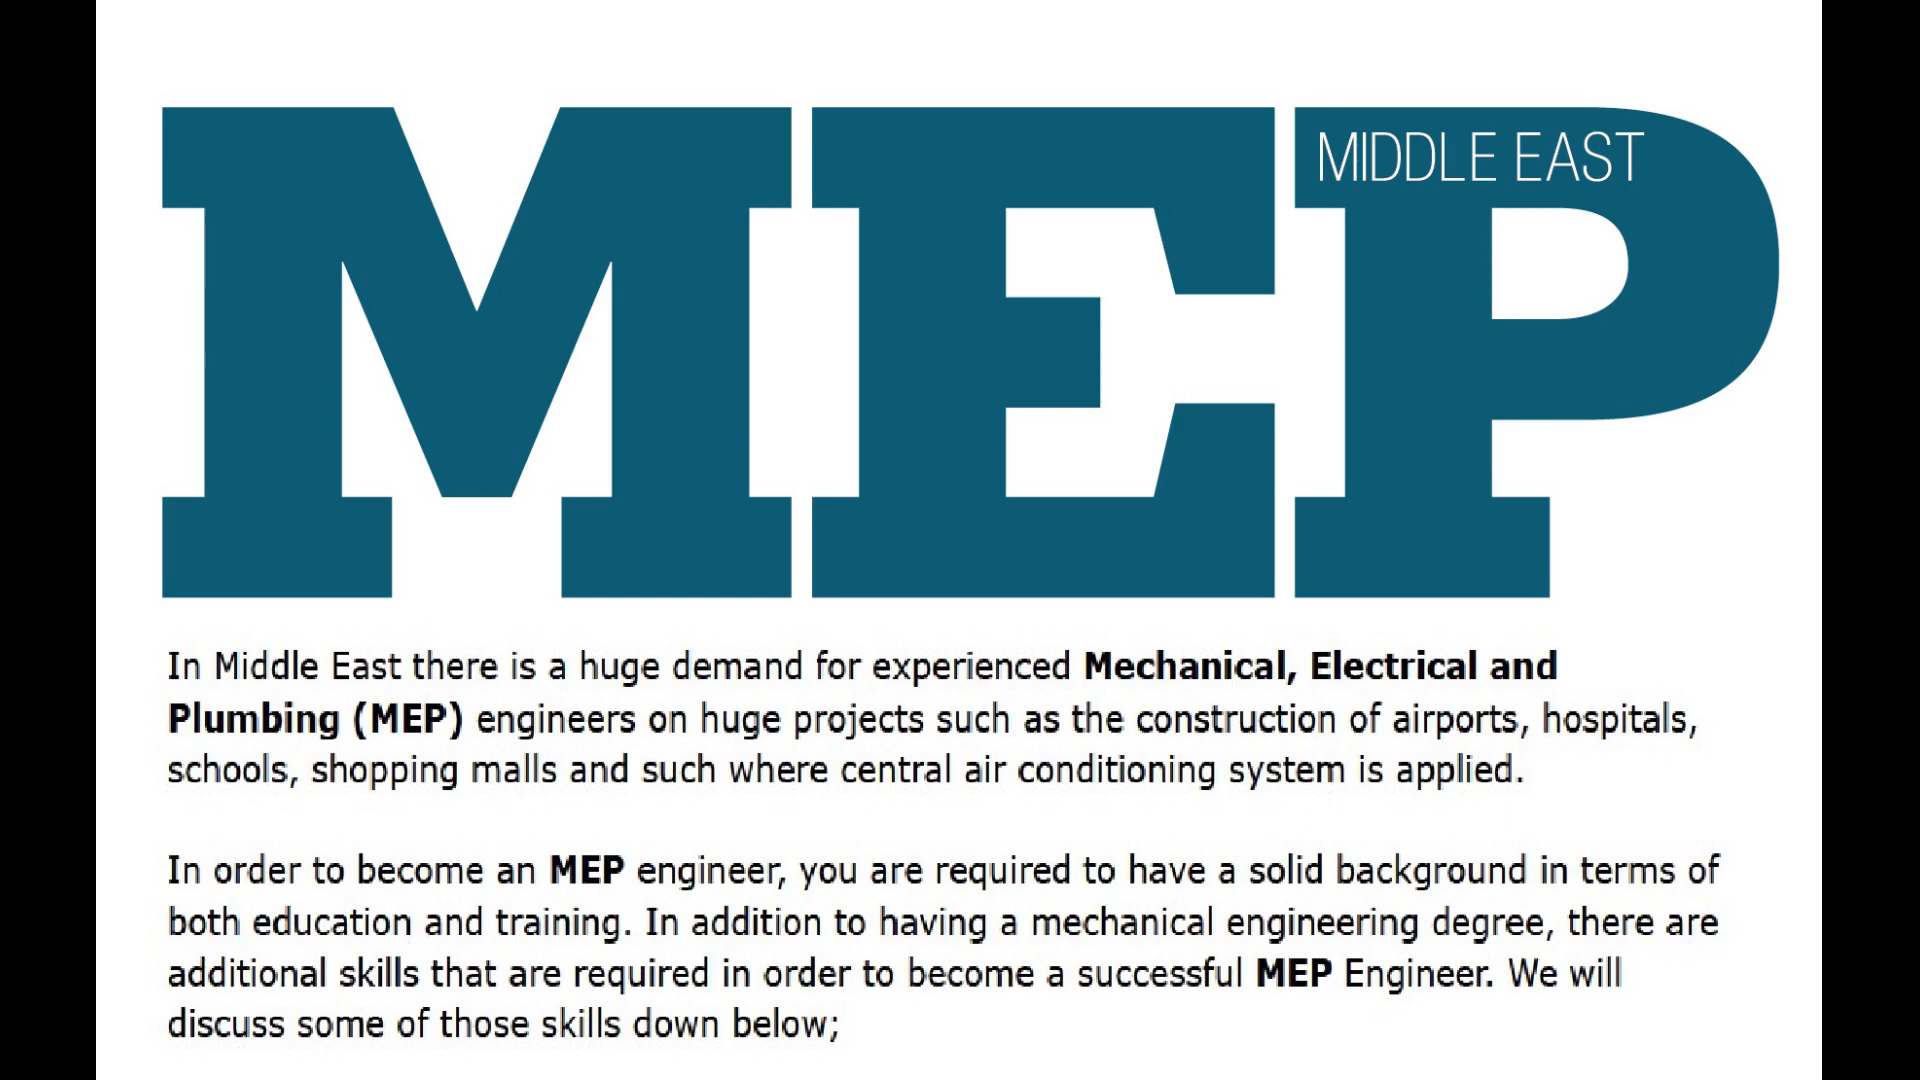 MEP
MIDDLE EAST
In Middle East there is a huge demand for experienced Mechanical, Electrical and
Plumbing (MEP) engineers on huge projects such as the construction of airports, hospitals,
schools, shopping malls and such where central air conditioning system is applied.
In order to become an MEP engineer, you are required to have a solid background in terms of
both education and training. In addition to having a mechanical engineering degree, there are
additional skills that are required in order to become a successful MEP Engineer. We will
discuss some of those skills down below;